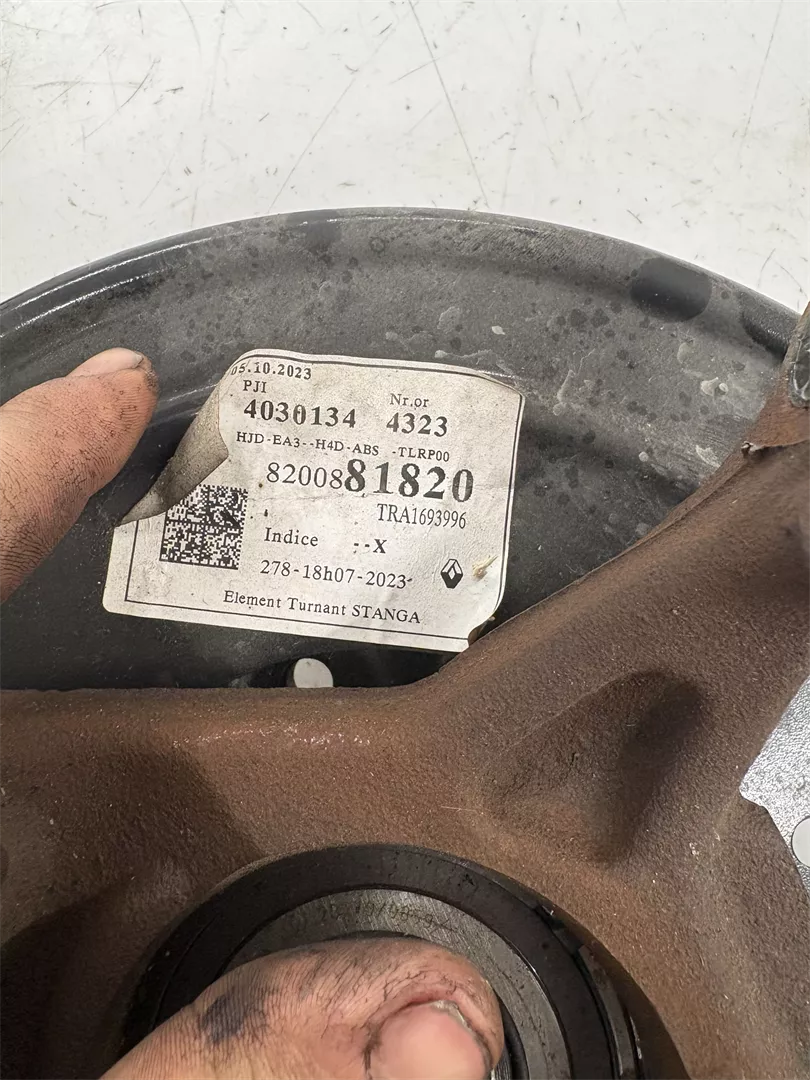 05.10.2023
PJI Nr.or
4030134 4323
HJD-EA3--H4D-ABS -TLRP00
8200881820
TRA1693996
Indice --X
278-18h07-2023-
Element Turnant STANGA